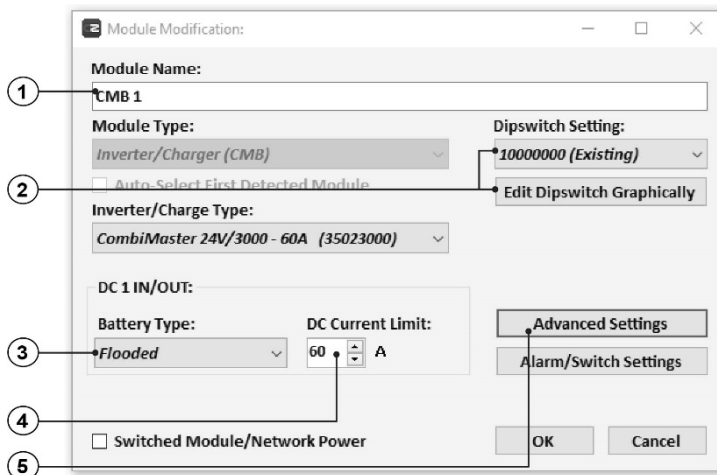 Module Modification:
Module Name:
1
CMB 1
Module Type:
Dipswitch Setting:
Inverter/Charger (CMB)
10000000 (Existing)
2
Auto-Select First Detected Module
Edit Dipswitch Graphically
Inverter/Charge Type:
CombiMaster 24V/3000 - 60A (35023000)
DC 1 IN/OUT:
Battery Type:
DC Current Limit:
Advanced Settings
3
Flooded
60
A
Alarm/Switch Settings
4
Switched Module/Network Power
OK
Cancel
5